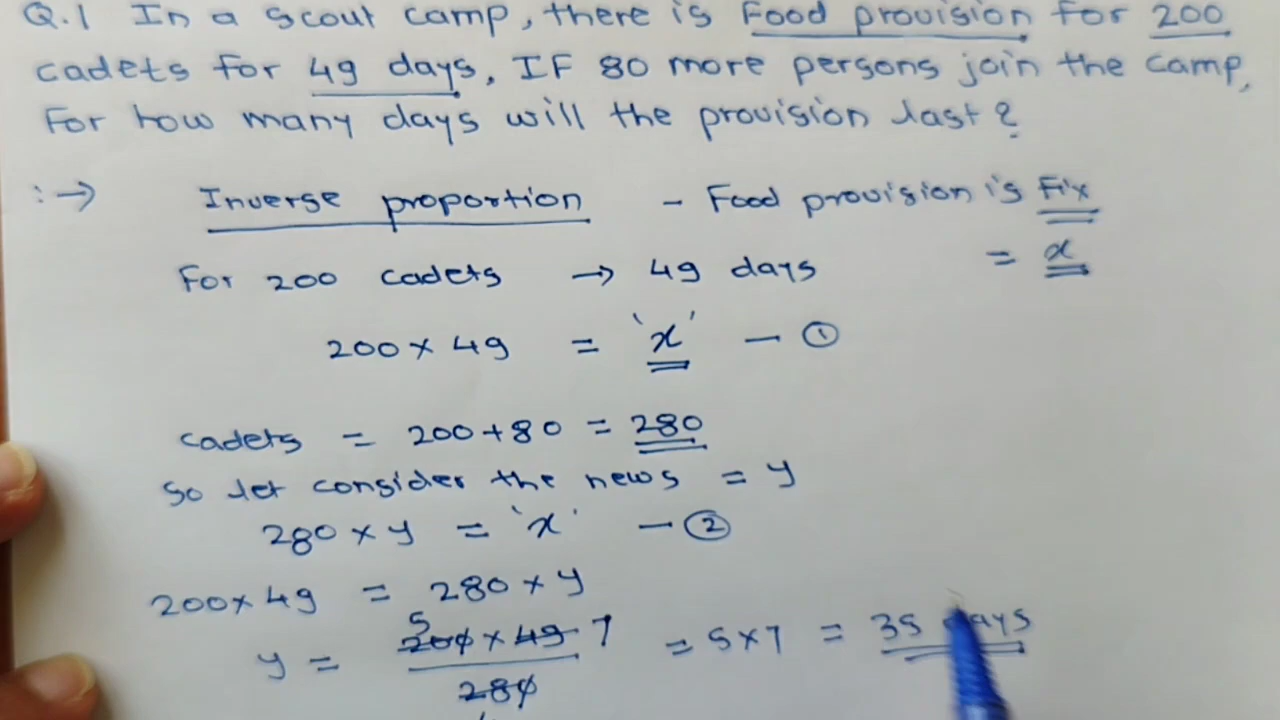 Q.1 In a scout camp, there is Food provision for 200
cadets for 49 days, IF 80 more persons join the camp,
For how many days will the provision last?
:→ Inverse proportion - Food provision is Fix
For 200 cadets → 49 days = x
200 x 49 = 'x' - ①
cadets = 200+80 = 280
So let consider the news = y
280 x y = 'x' - ②
200x 49 = 280 x y
y = 5 200 x 49 7 / 280 = 5x7 = 35 days